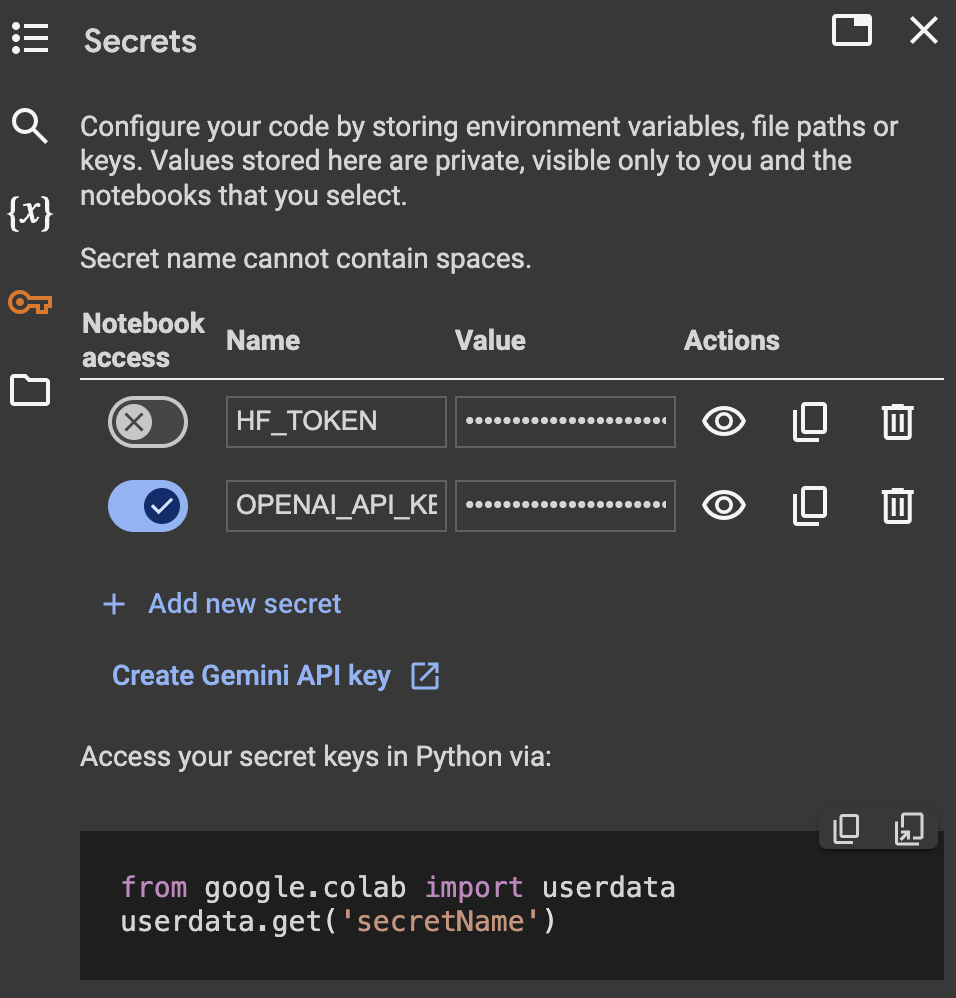 Secrets
Configure your code by storing environment variables, file paths or
keys. Values stored here are private, visible only to you and the
notebooks that you select.
Secret name cannot contain spaces.
Notebook access Name Value Actions
HF_TOKEN ••••••••••••••••••••
OPENAI_API_KE ••••••••••••••••••••
+ Add new secret
Create Gemini API key
Access your secret keys in Python via:
from google.colab import userdata
userdata.get('secretName')
{x}